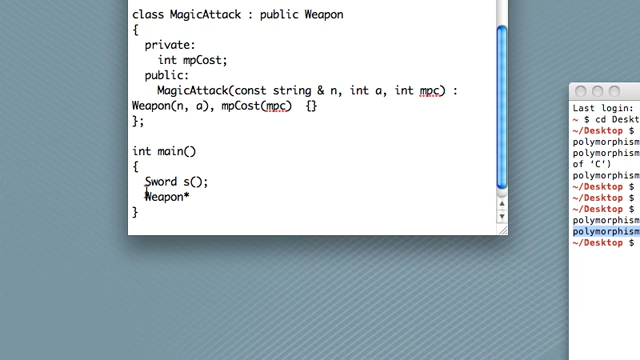 class MagicAttack : public Weapon
{
private:
int mpCost;
public:
MagicAttack(const string & n, int a, int mpc) :
Weapon(n, a), mpCost(mpc) {}
};
int main()
{
Sword s();
Weapon*
}
Last login:
~ $ cd Deskt
~/Desktop $
polymorphism
of ‘C’)
polymorphism
~/Desktop $
~/Desktop $
~/Desktop $
polymorphism
polymorphism
~/Desktop $